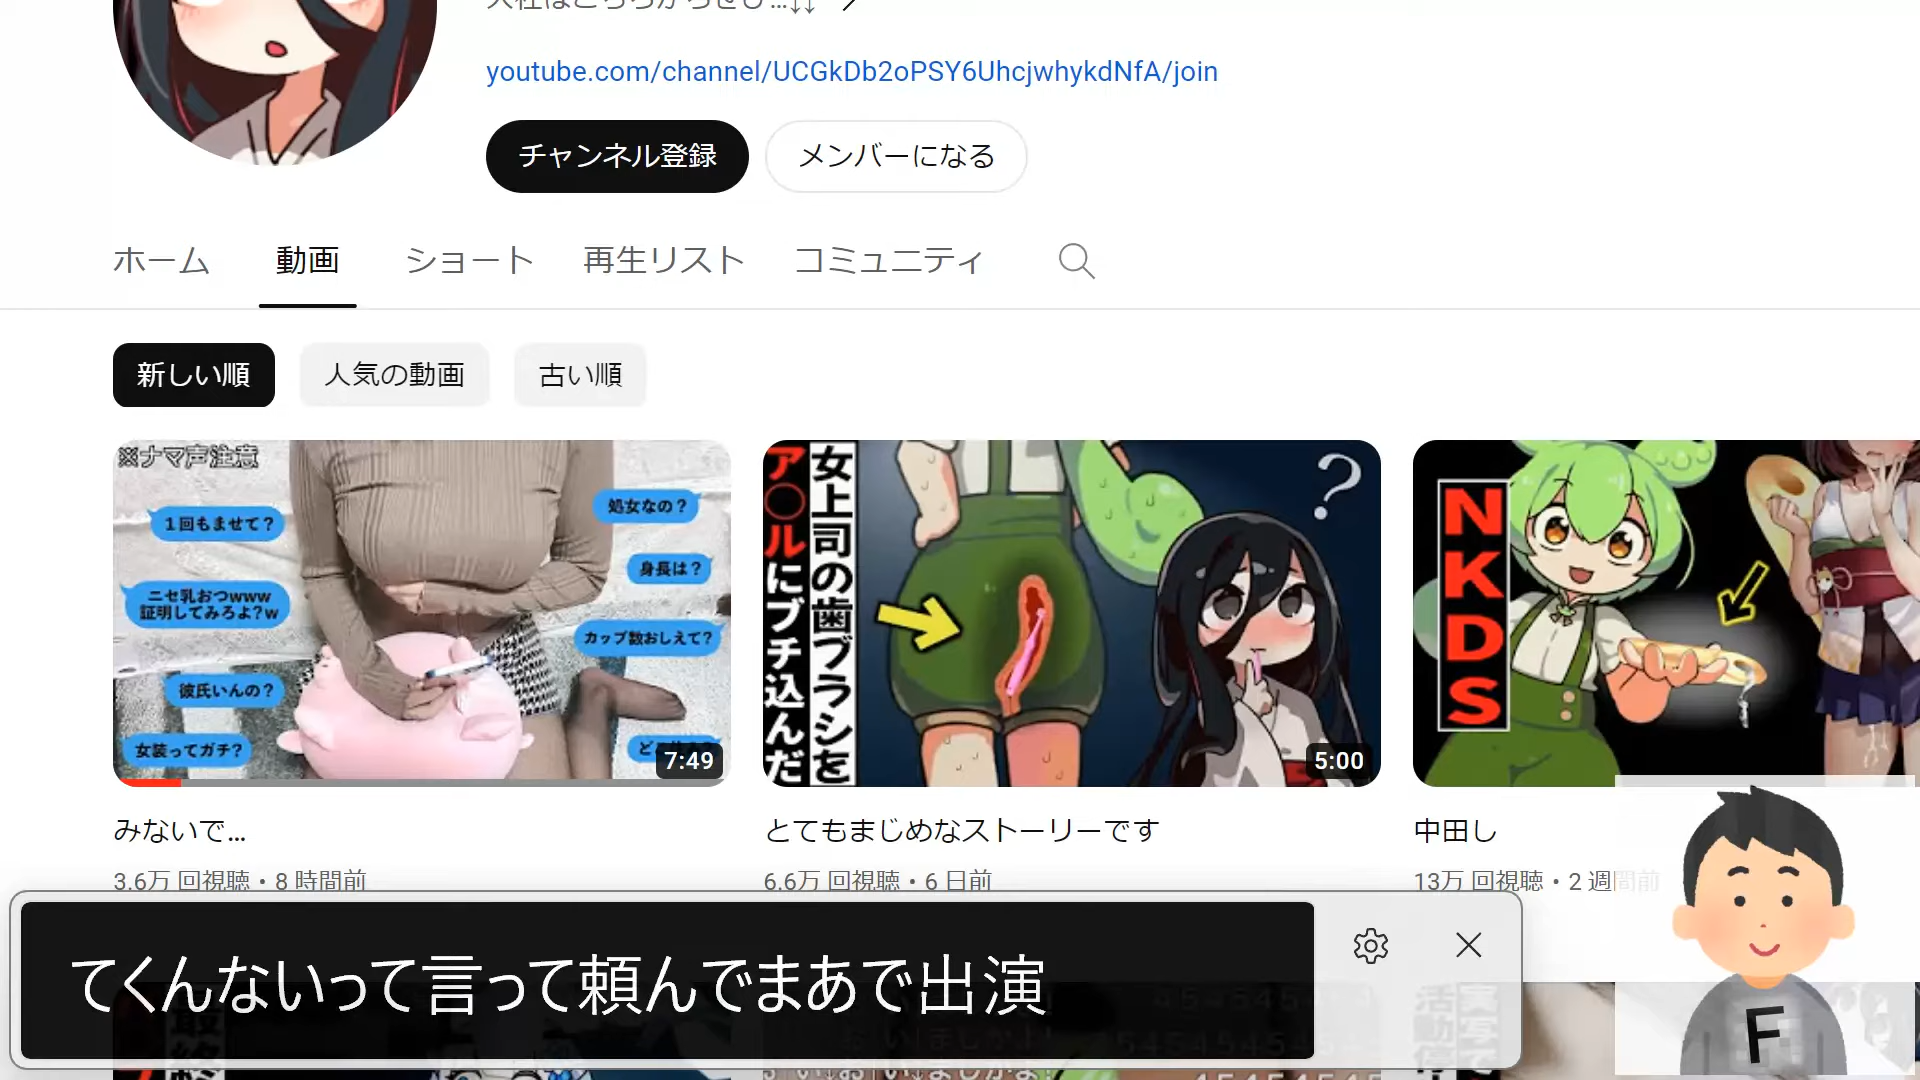 youtube.com/channel/UCGkDb2oPSY6UhcjwhykdNfA/join
チャンネル登録
メンバーになる
ホーム
動画
ショート
再生リスト
コミュニティ
新しい順
人気の動画
古い順
※ナマ声注意
1回もませて?
処女なの?
身長は?
ニセ乳おつwww
証明してみろよ?w
カップ数おしえて?
彼氏いんの?
女装ってガチ?
7:49
女上司の歯ブラシを
ア〇ルにブチ込んだ
?
5:00
NKDS
みないで...
3.6万 回視聴・8 時間前
とてもまじめなストーリーです
6.6万 回視聴・6 日前
中田し
13万 回視聴・2 週間前
てくんないって言って頼んでまあで出演
F